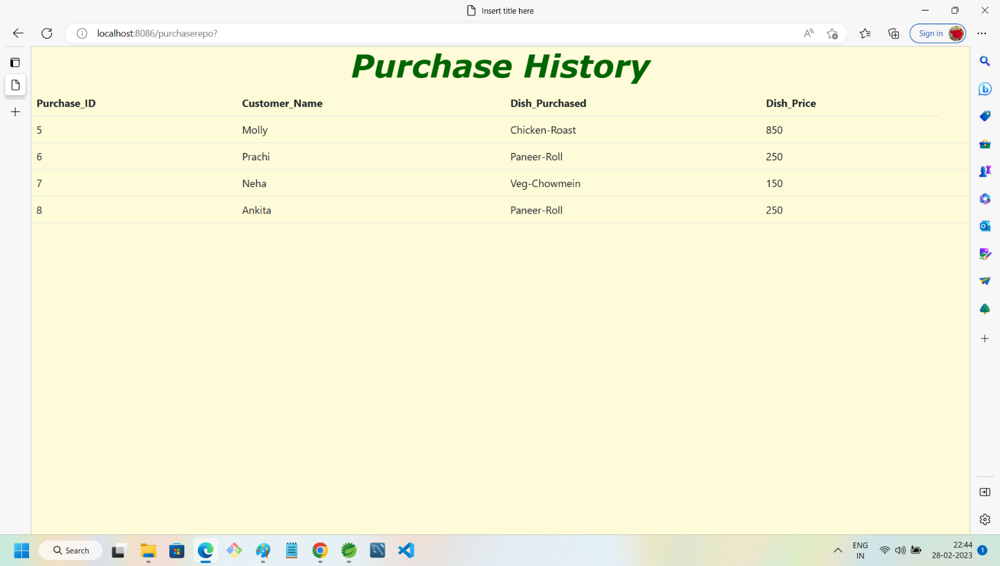 Insert title here
localhost:8086/purchaserepo?
A
Sign in
Purchase History
Purchase_ID Customer_Name Dish_Purchased Dish_Price
5 Molly Chicken-Roast 850
6 Prachi Paneer-Roll 250
7 Neha Veg-Chowmein 150
8 Ankita Paneer-Roll 250
Search
ENG
IN
22:44
28-02-2023
1